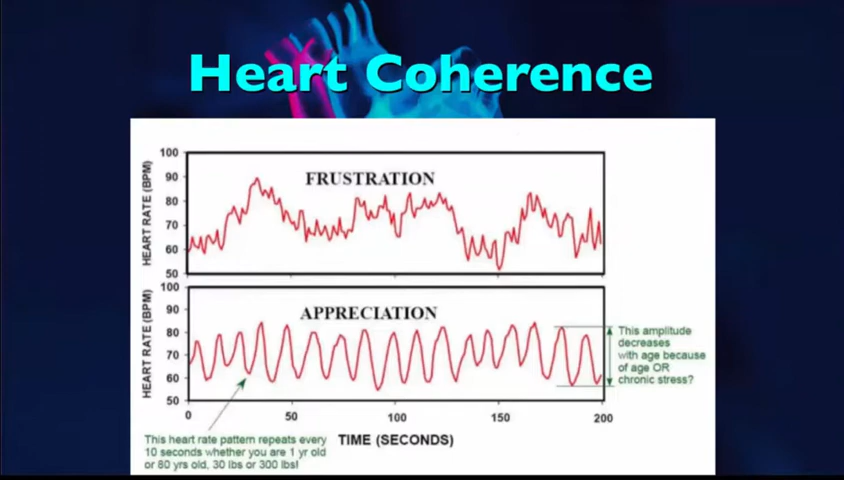 Heart Coherence
100
90
80
70
60
50
HEART RATE (BPM)
FRUSTRATION
100
90
80
70
60
50
HEART RATE (BPM)
APPRECIATION
This amplitude
decreases
with age because
of age OR
chronic stress?
0
50
100
150
200
TIME (SECONDS)
This heart rate pattern repeats every
10 seconds whether you are 1 yr old
or 80 yrs old, 30 lbs or 300 lbs!